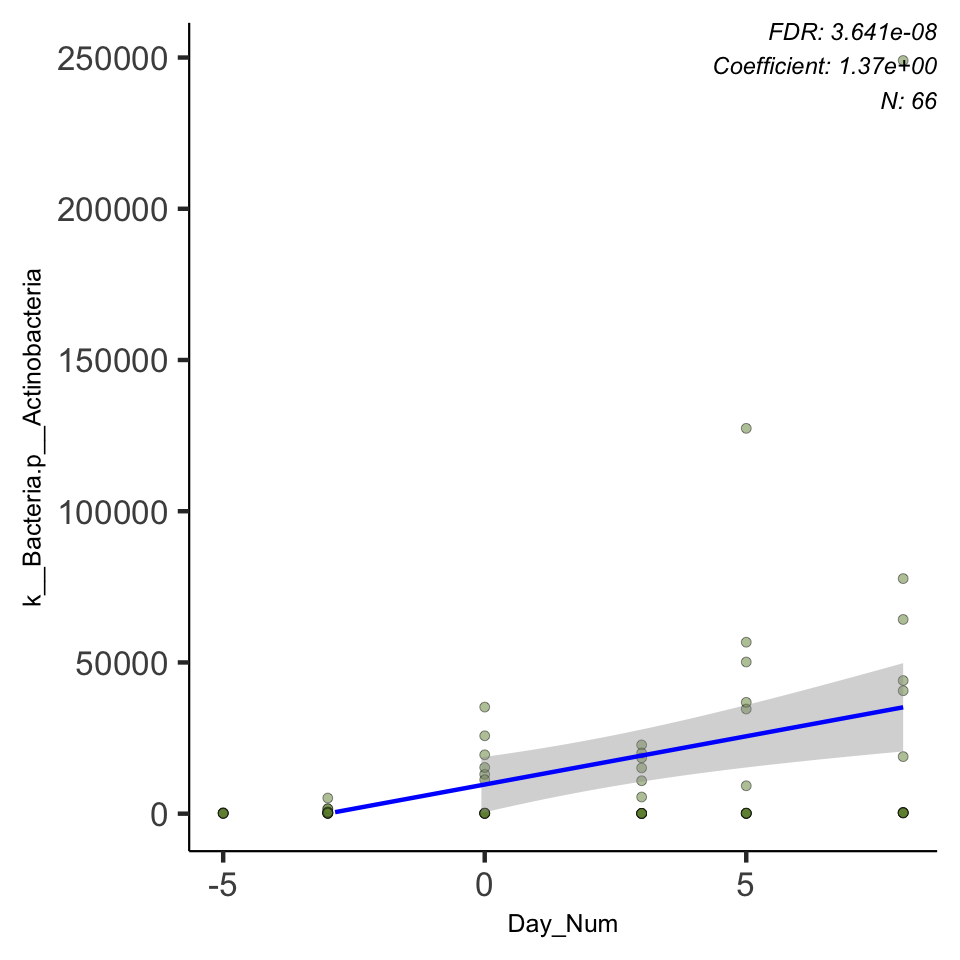 FDR: 3.641e-08
Coefficient: 1.37e+00
N: 66
250000
200000
150000
100000
50000
0
k__Bacteria.p__Actinobacteria
-5
0
5
Day_Num